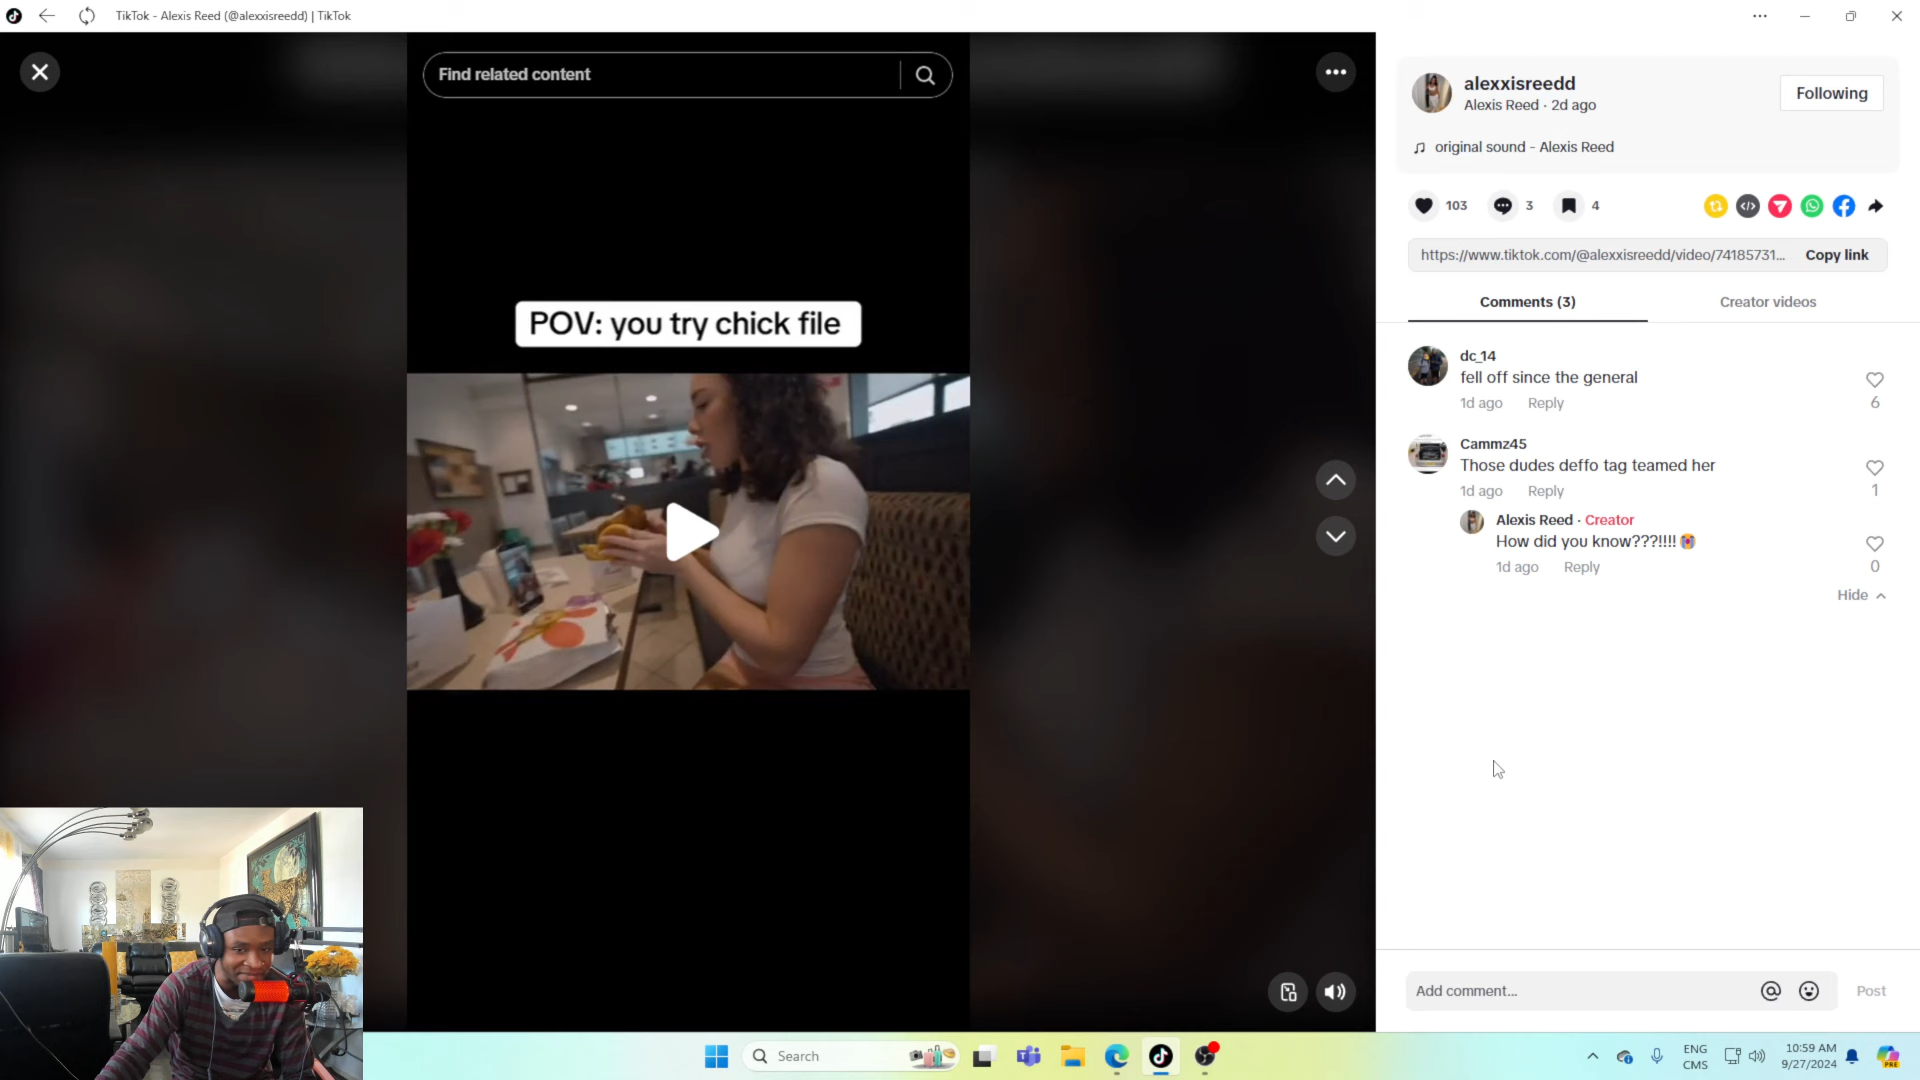 TikTok - Alexis Reed (@alexxisreedd) | TikTok
Find related content
POV: you try chick file
alexxisreedd
Alexis Reed · 2d ago
Following
original sound - Alexis Reed
103
3
4
https://www.tiktok.com/@alexxisreedd/video/74185731...
Copy link
Comments (3)
Creator videos
dc_14
fell off since the general
1d ago Reply
6
Cammz45
Those dudes deffo tag teamed her
1d ago Reply
1
Alexis Reed · Creator
How did you know???!!!! 😭
1d ago Reply
0
Hide
Add comment...
Post
Search
ENG
CMS
10:59 AM
9/27/2024
PRE